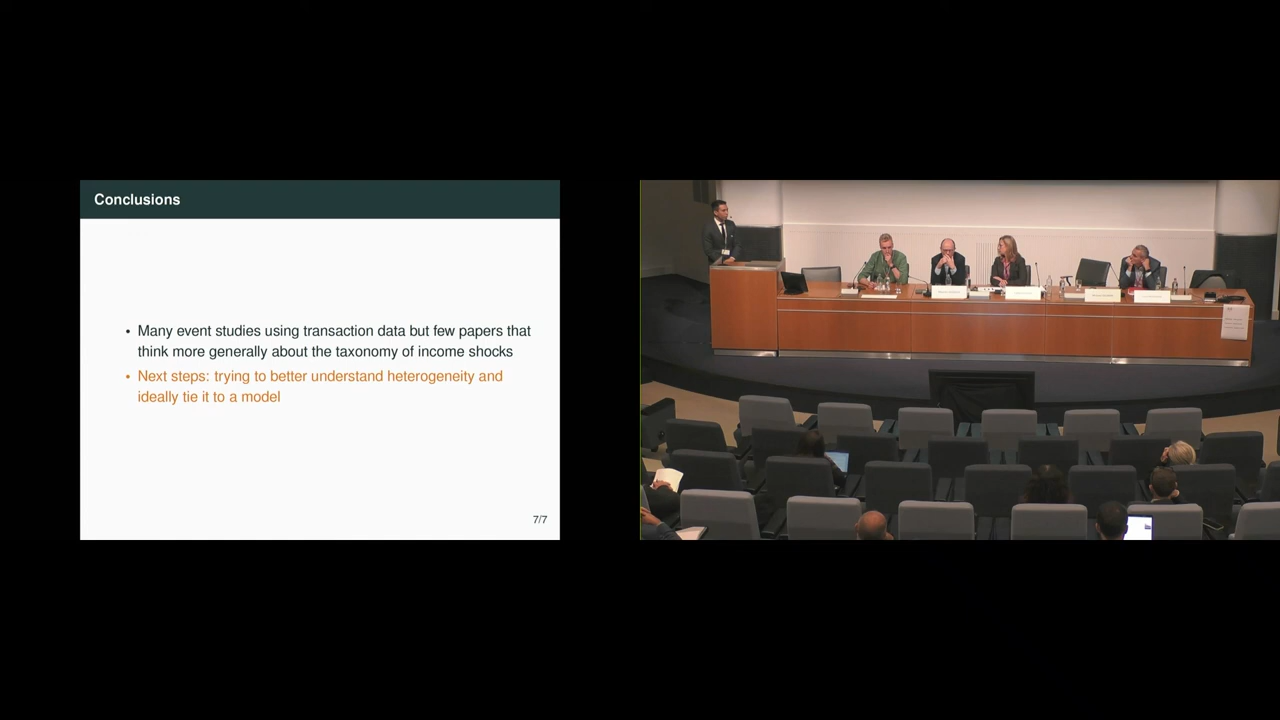 Conclusions
• Many event studies using transaction data but few papers that
think more generally about the taxonomy of income shocks
• Next steps: trying to better understand heterogeneity and
ideally tie it to a model
7/7